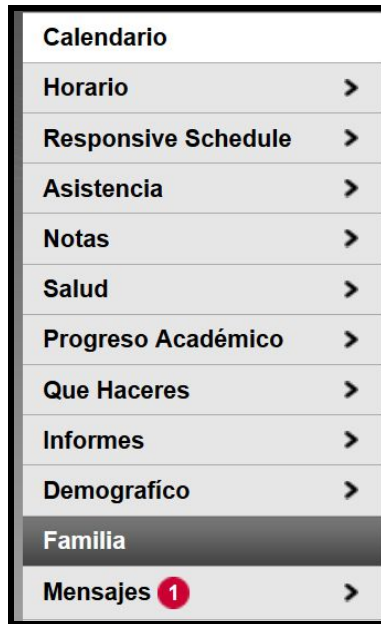 Calendario
Horario
Responsive Schedule
Asistencia
Notas
Salud
Progreso Académico
Que Haceres
Informes
Demografíco
Familia
Mensajes 1